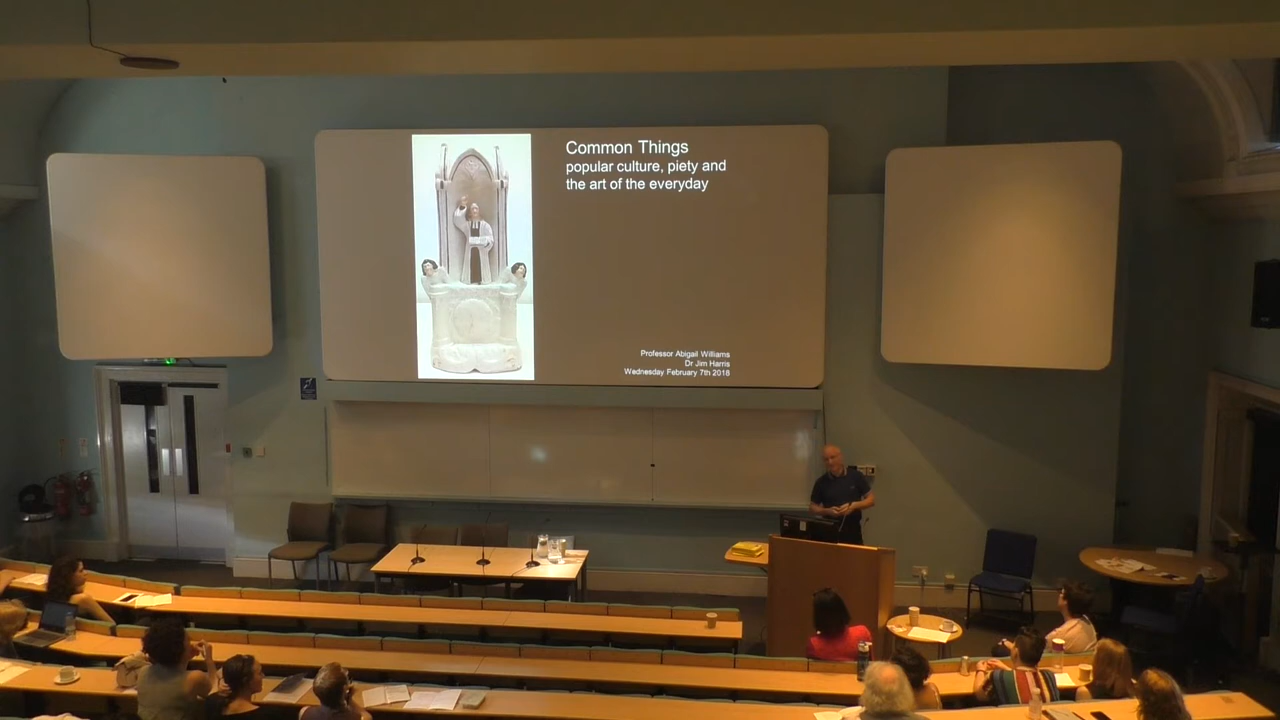 Common Things
popular culture, piety and
the art of the everyday
Professor Abigail Williams
Dr Jim Harris
Wednesday February 7th 2018